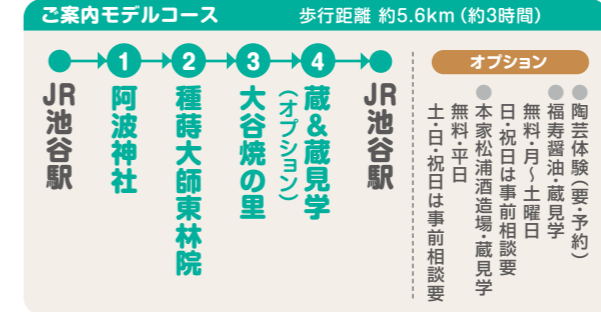 ご案内モデルコース
歩行距離 約5.6km（約3時間）
JR池谷駅
1
阿波神社
2
種蒔大師東林院
3
大谷焼の里
4
蔵&蔵見学
（オプション）
JR池谷駅
オプション
●陶芸体験（要・予約）
●福寿醤油・蔵見学
無料・月〜土曜日
日・祝日は事前相談要
●本家松浦酒造場・蔵見学
無料・平日
土・日・祝日は事前相談要